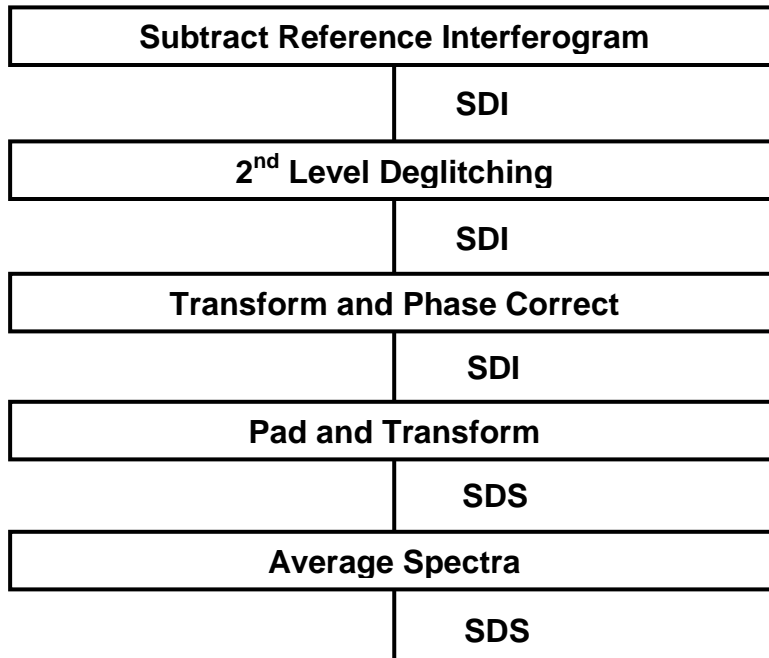 Subtract Reference Interferogram
SDI
2nd Level Deglitching
SDI
Transform and Phase Correct
SDI
Pad and Transform
SDS
Average Spectra
SDS